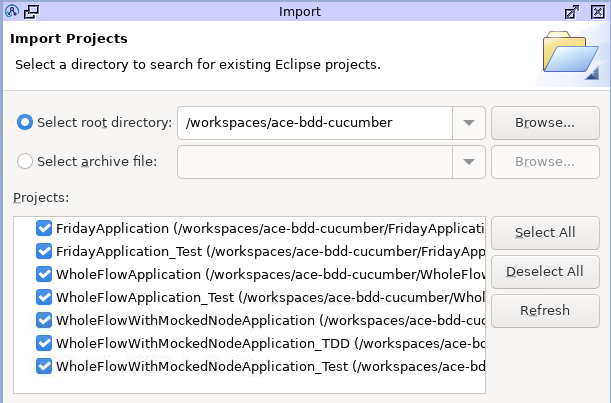 Import
Import Projects
Select a directory to search for existing Eclipse projects.
Select root directory: /workspaces/ace-bdd-cucumber Browse...
Select archive file: Browse...
Projects:
FridayApplication (/workspaces/ace-bdd-cucumber/FridayApplicati
FridayApplication_Test (/workspaces/ace-bdd-cucumber/FridayApp
WholeFlowApplication (/workspaces/ace-bdd-cucumber/WholeFlow
WholeFlowApplication_Test (/workspaces/ace-bdd-cucumber/Whol
WholeFlowWithMockedNodeApplication (/workspaces/ace-bdd-cuc
WholeFlowWithMockedNodeApplication_TDD (/workspaces/ace-bd
WholeFlowWithMockedNodeApplication_Test (/workspaces/ace-bd
Select All
Deselect All
Refresh